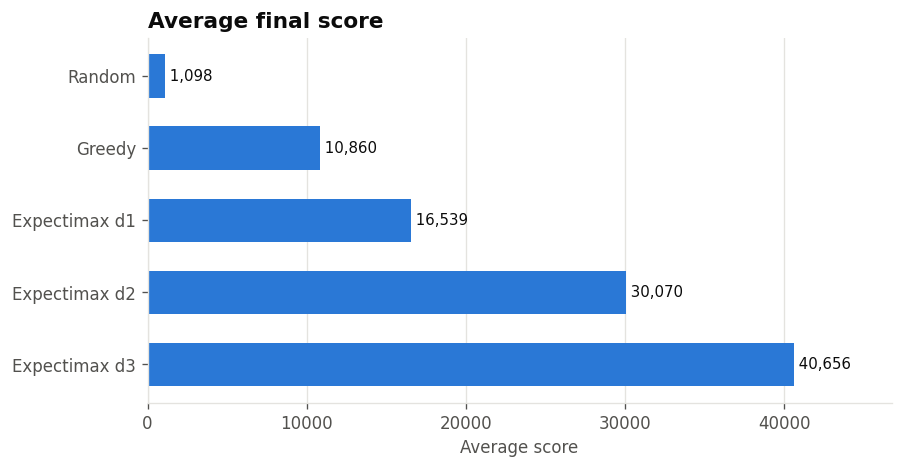 Average final score
Random 1,098
Greedy 10,860
Expectimax d1 16,539
Expectimax d2 30,070
Expectimax d3 40,656
0 10000 20000 30000 40000
Average score